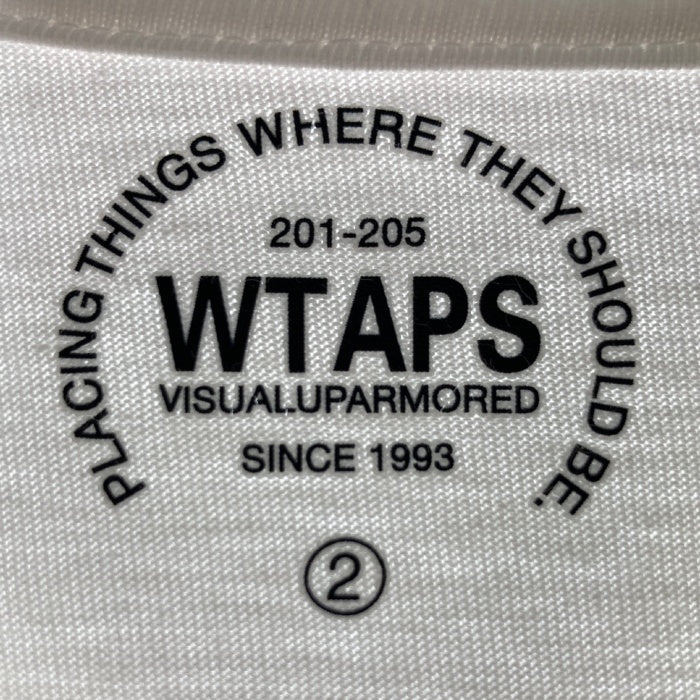 PLACING THINGS WHERE THEY SHOULD BE.
201-205
WTAPS
VISUALUPARMORED
SINCE 1993
2